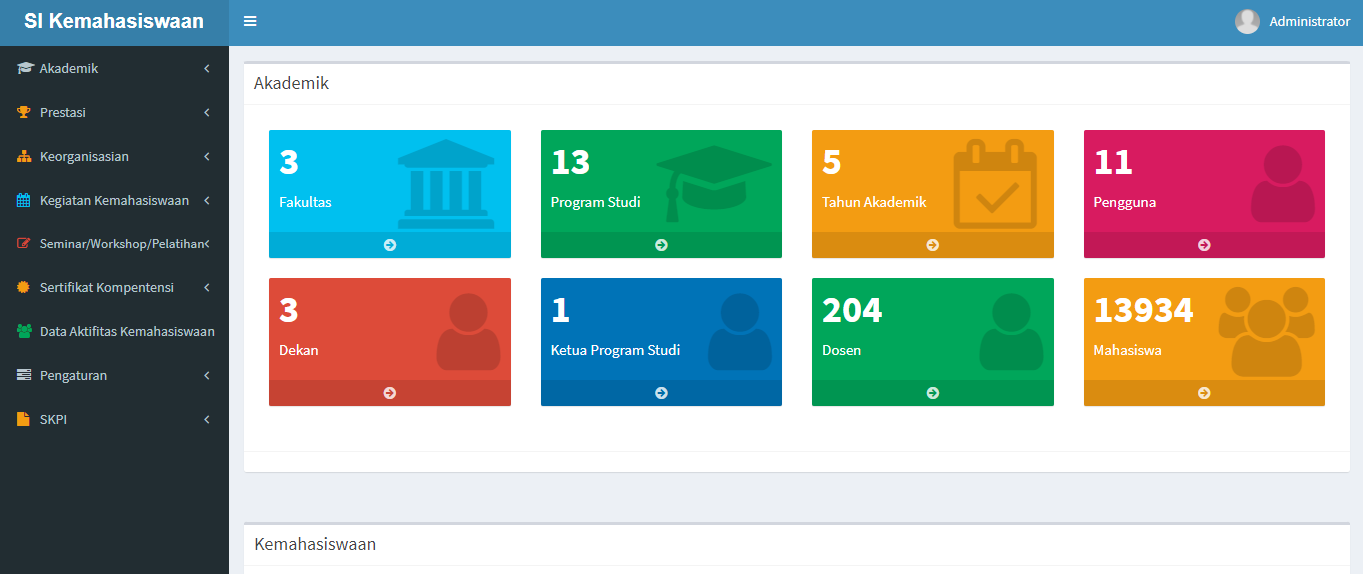 SI Kemahasiswaan
Administrator
Akademik
Prestasi
Keorganisasian
Kegiatan Kemahasiswaan
Seminar/Workshop/Pelatihan
Sertifikat Kompentensi
Data Aktifitas Kemahasiswaan
Pengaturan
SKPI
Akademik
3
Fakultas
13
Program Studi
5
Tahun Akademik
11
Pengguna
3
Dekan
1
Ketua Program Studi
204
Dosen
13934
Mahasiswa
Kemahasiswaan